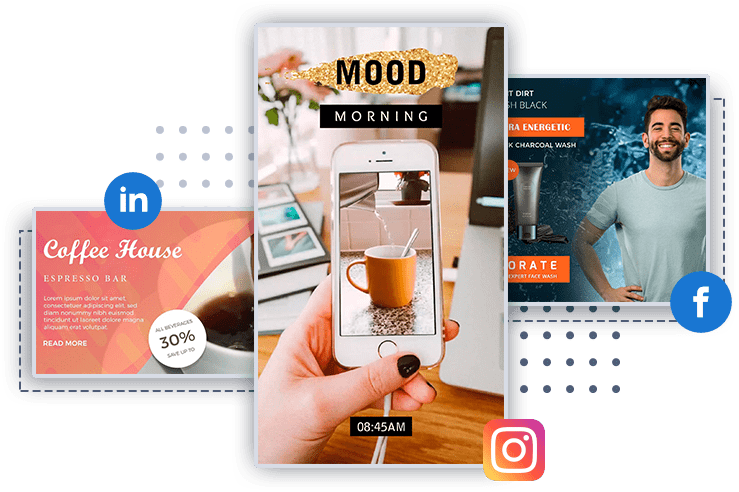 in
Coffee House
ESPRESSO BAR
Lorem ipsum dolor sit amet,
consectetuer adipiscing elit, sed
diam nonummy nibh euismod
tincidunt ut laoreet dolore magna
aliquam erat volutpat.
READ MORE
ALL BEVERAGES
30%
SAVE UP TO
MOOD
MORNING
08:45AM
DIRT
BLACK
ENERGETIC
CHARCOAL WASH
EXPERT FACE WASH
f